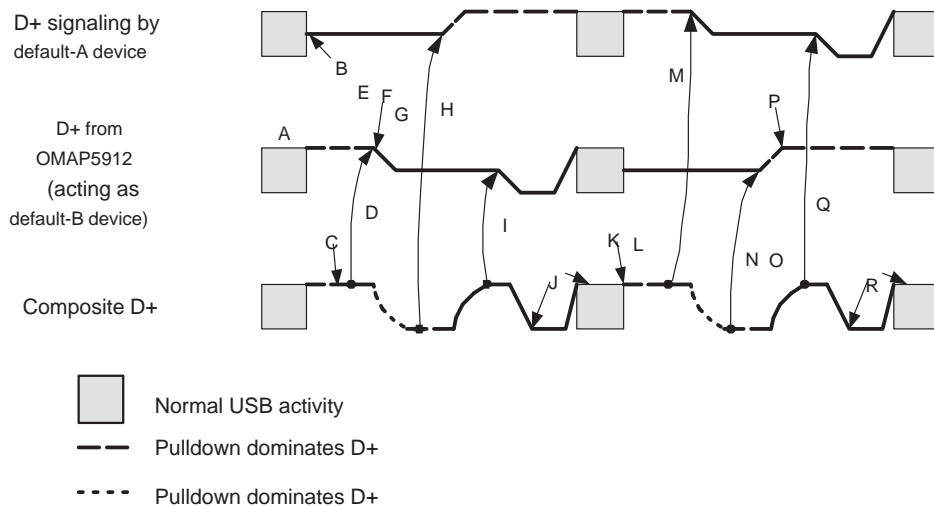 D+ signaling by
default-A device
B
M
E F
G
H
P
D+ from
OMAP5912
(acting as
default-B device)
A
D
I
Q
C
K L
N O
J
R
Composite D+
Normal USB activity
Pulldown dominates D+
Pulldown dominates D+